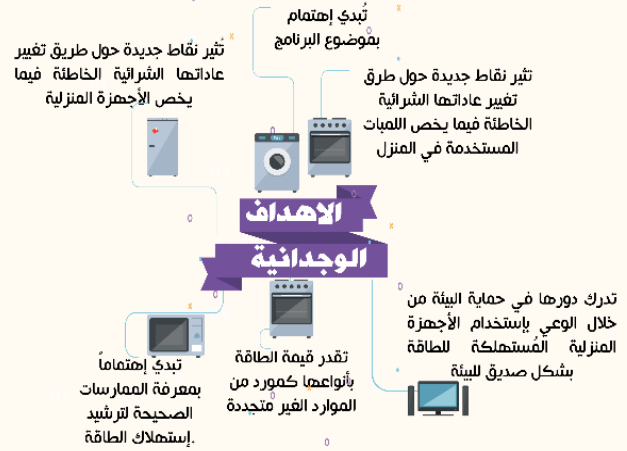 تُبدي إهتمام
بموضوع البرنامج
تُثير نقاط جديدة حول طريق تغيير
عاداتها الشرائية الخاطئة فيما
يخص الأجهزة المنزلية
تثير نقاط جديدة حول طرق
تغيير عاداتها الشرائية
الخاطئة فيما يخص اللمبات
المستخدمة في المنزل
الاهداف
الوجدانية
تدرك دورها في حماية البيئة من
خلال الوعي بإستخدام الأجهزة
المنزلية المُستهلكة للطاقة
بشكل صديق للبيئة
تقدر قيمة الطاقة
بأنواعها كمورد من
الموارد الغير متجددة
تبدي إهتماماً
بمعرفة الممارسات
الصحيحة لترشيد
إستهلاك الطاقة.